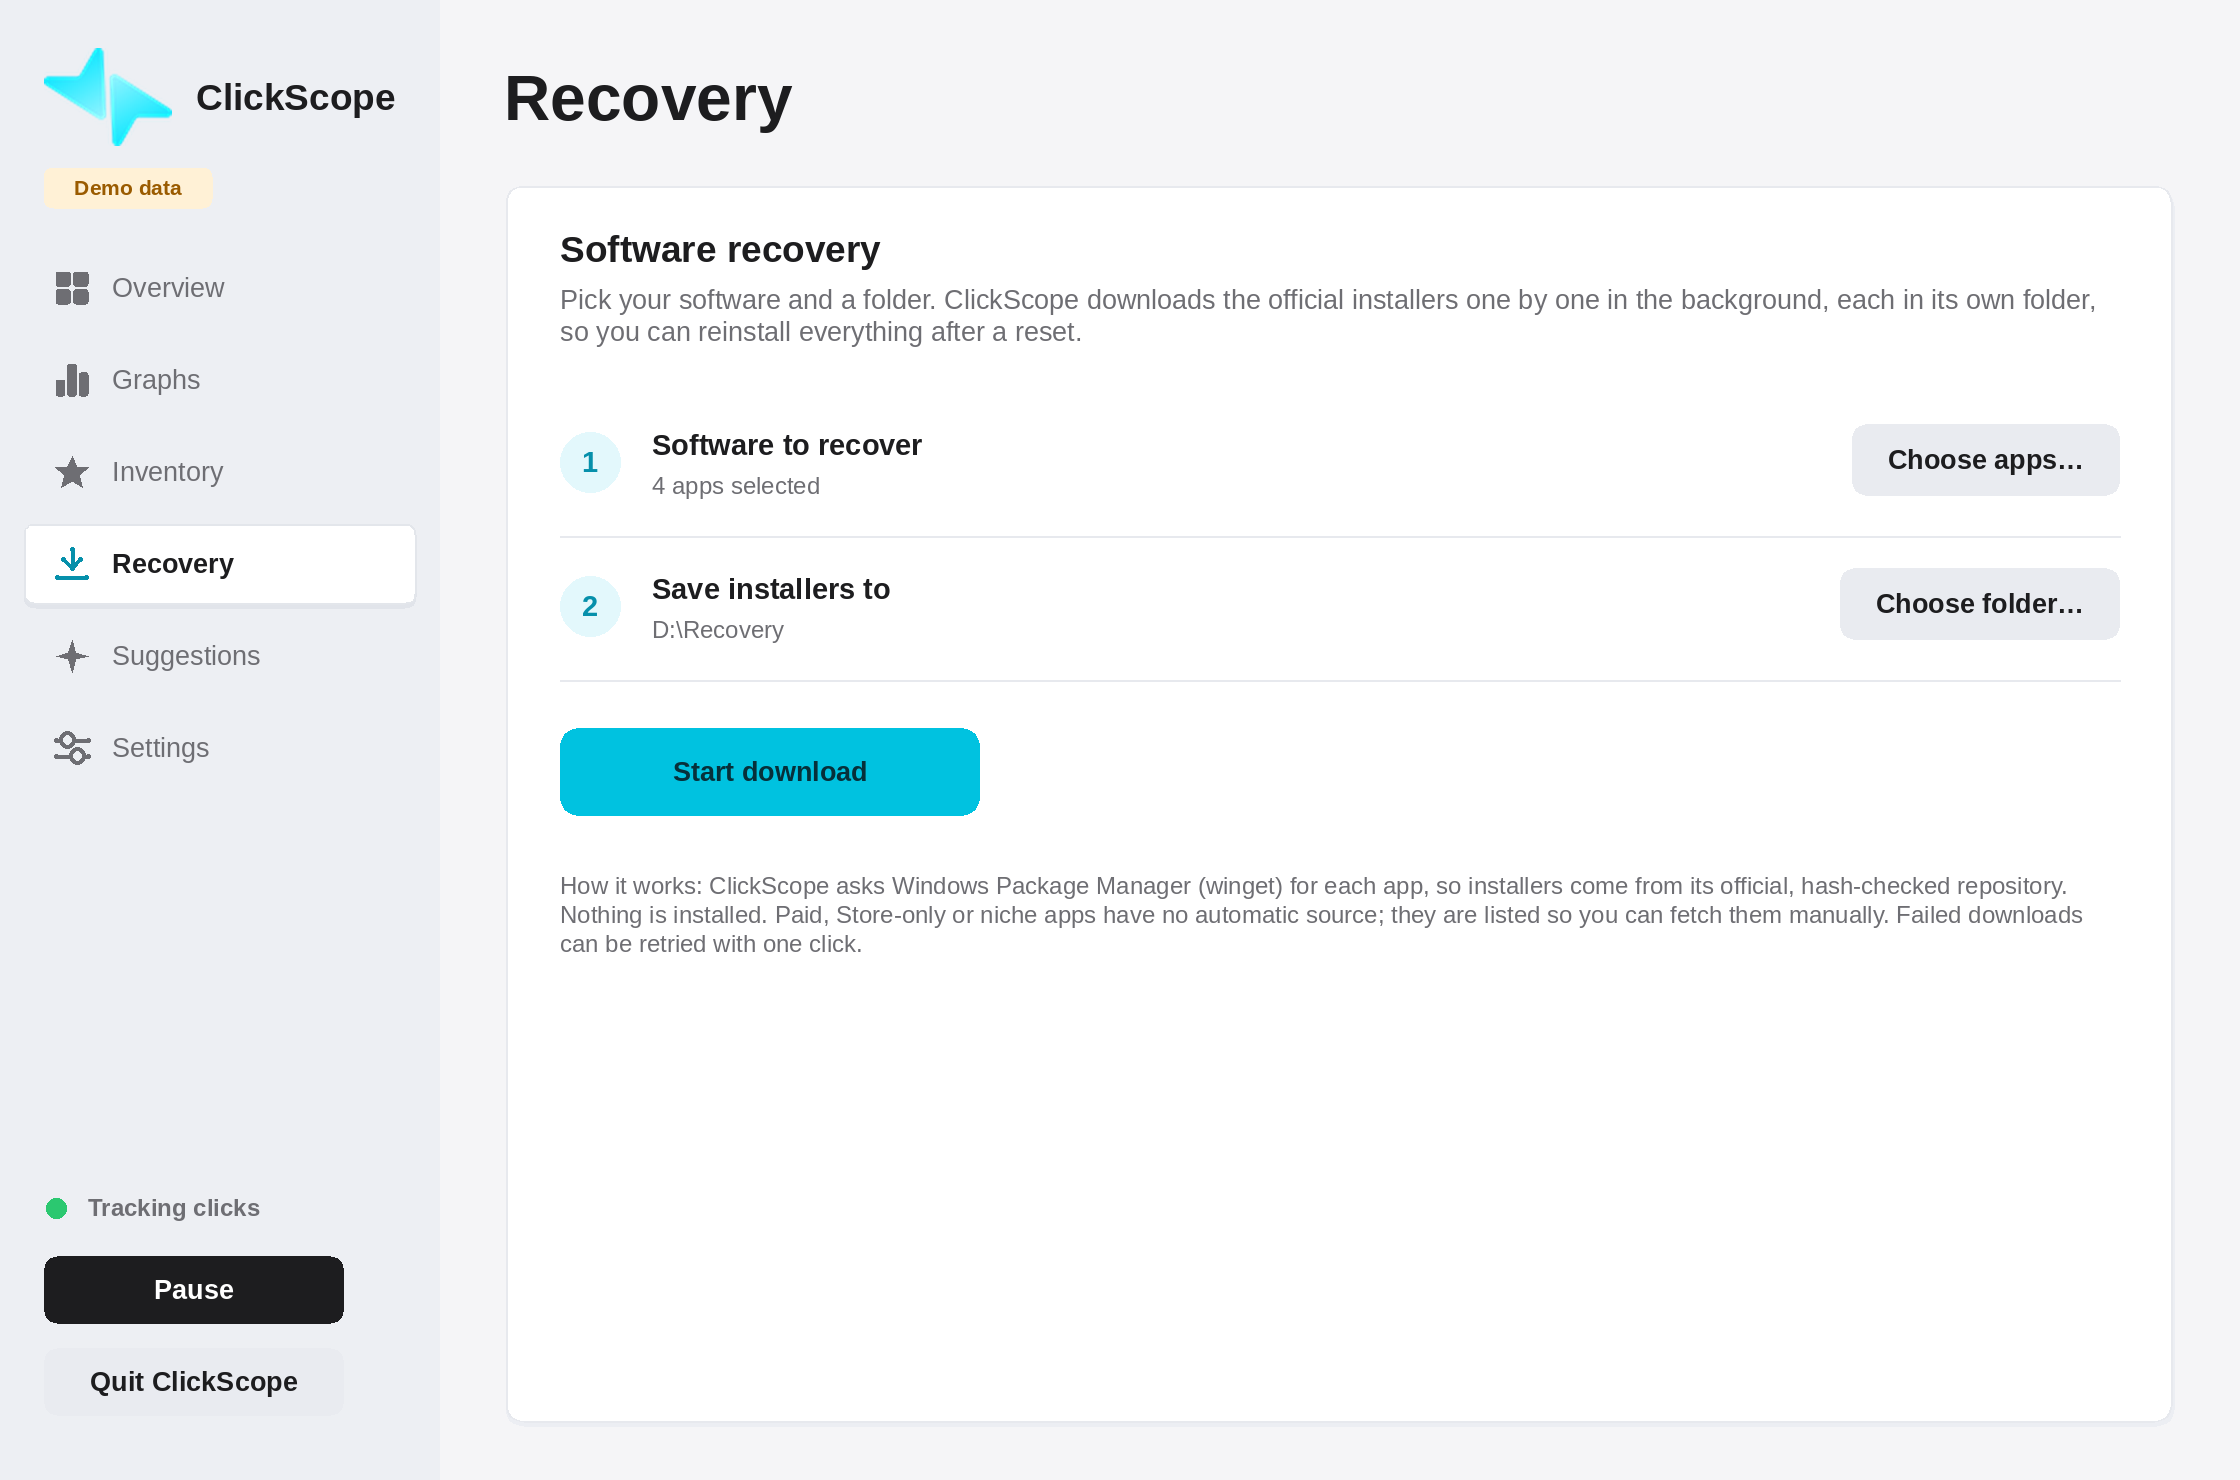 ClickScope
Demo data
Overview
Graphs
Inventory
Recovery
Suggestions
Settings
Tracking clicks
Pause
Quit ClickScope
Recovery
Software recovery
Pick your software and a folder. ClickScope downloads the official installers one by one in the background, each in its own folder,
so you can reinstall everything after a reset.
1
Software to recover
4 apps selected
Choose apps...
2
Save installers to
D:\Recovery
Choose folder...
Start download
How it works: ClickScope asks Windows Package Manager (winget) for each app, so installers come from its official, hash-checked repository.
Nothing is installed. Paid, Store-only or niche apps have no automatic source; they are listed so you can fetch them manually. Failed downloads
can be retried with one click.